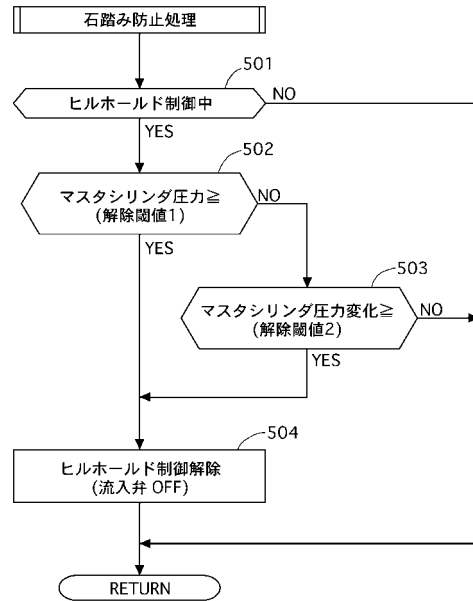 石踏み防止処理
501
ヒルホールド制御中
NO
YES
502
マスタシリンダ圧力≧
(解除閾値1)
NO
YES
503
マスタシリンダ圧力変化≧
(解除閾値2)
NO
YES
504
ヒルホールド制御解除
(流入弁 OFF)
RETURN